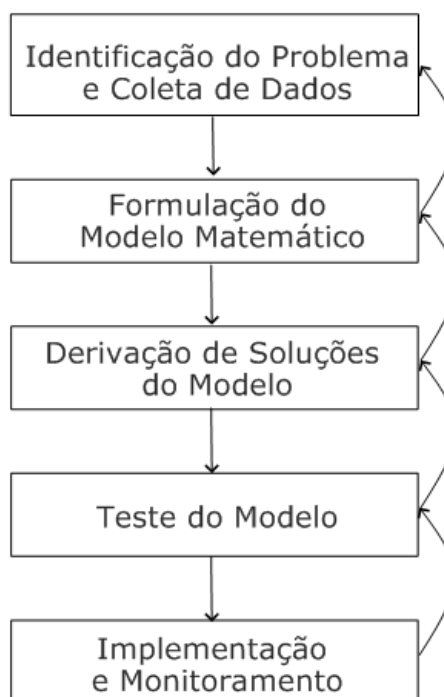 Identificação do Problema
e Coleta de Dados
Formulação do
Modelo Matemático
Derivação de Soluções
do Modelo
Teste do Modelo
Implementação
e Monitoramento